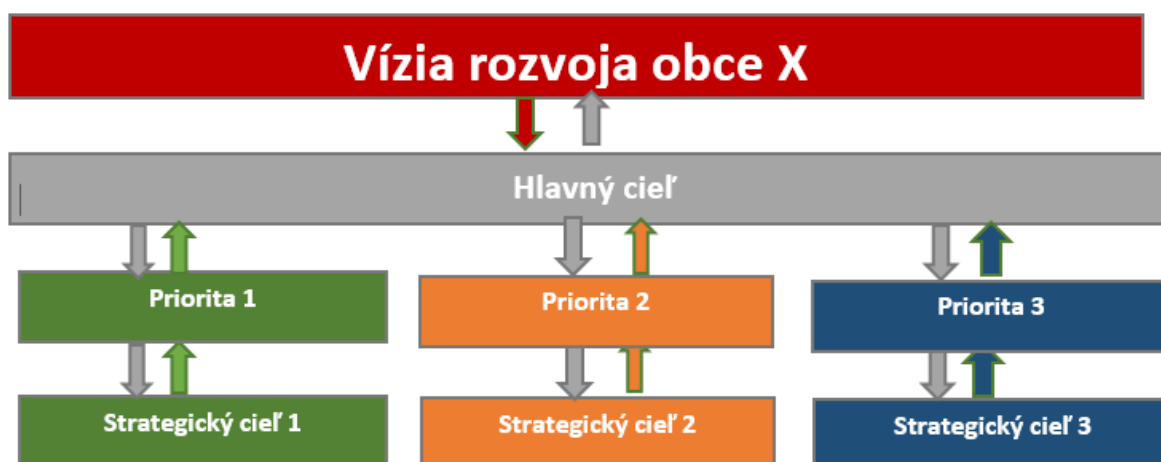 Vízia rozvoja obce X
Hlavný cieľ
Priorita 1
Priorita 2
Priorita 3
Strategický cieľ 1
Strategický cieľ 2
Strategický cieľ 3